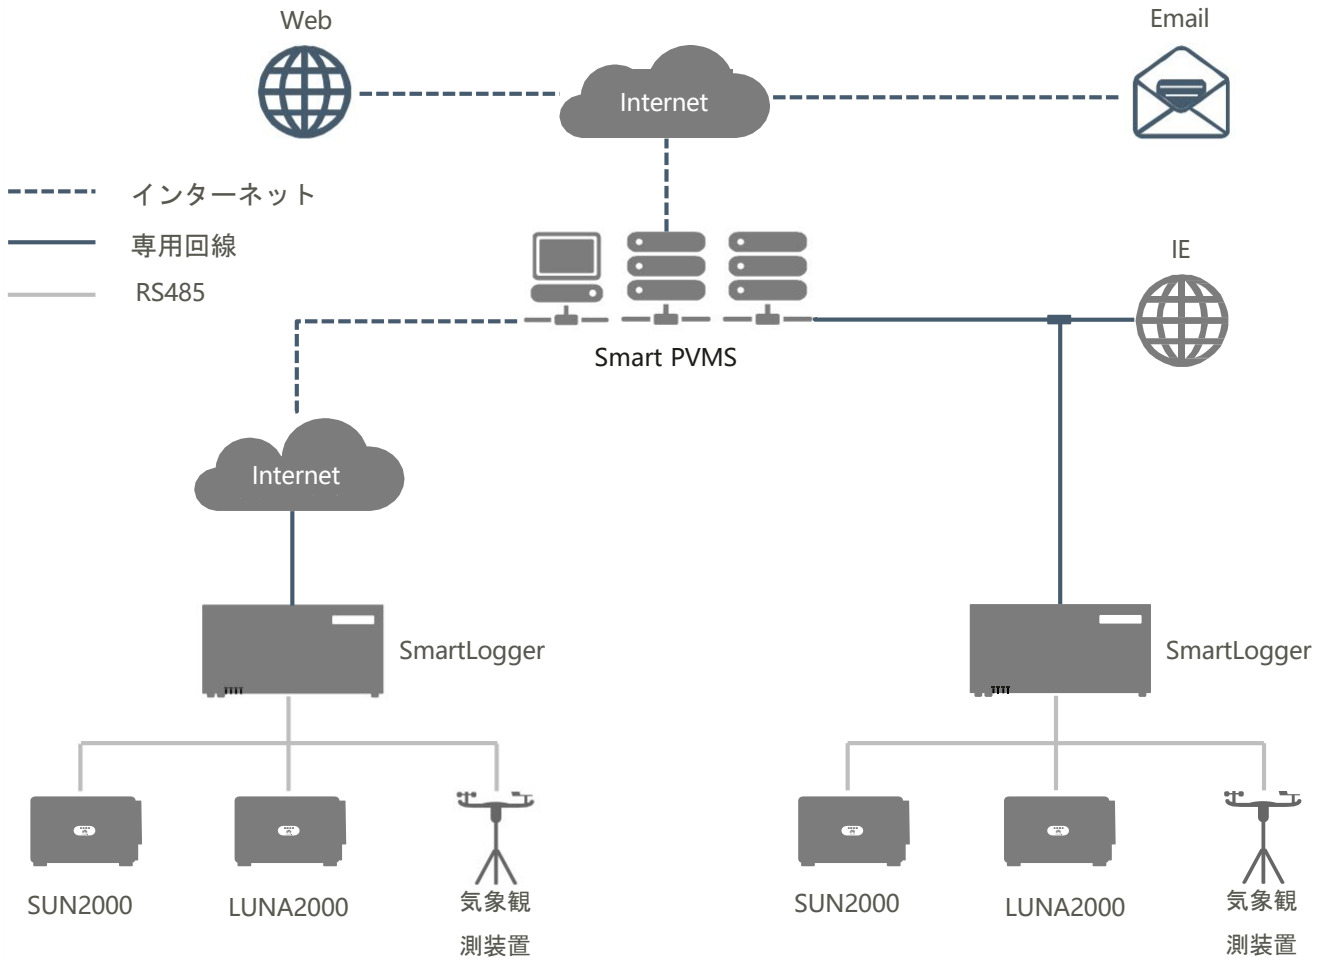 Web
Email
Internet
インターネット
専用回線
RS485
IE
Smart PVMS
Internet
SmartLogger
SmartLogger
SUN2000
LUNA2000
気象観
測装置
SUN2000
LUNA2000
気象観
測装置